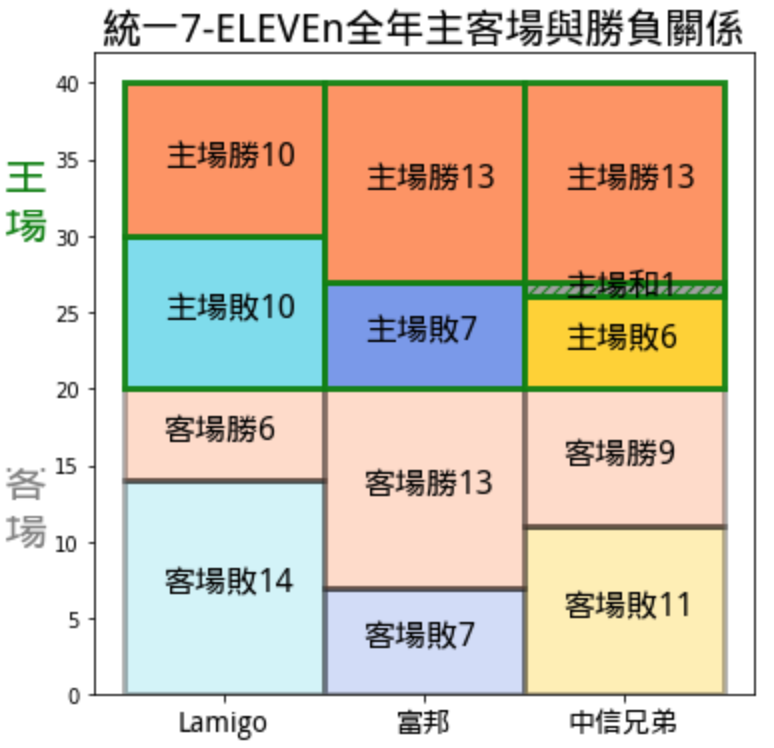 統一7-ELEVEn全年主客場與勝負關係
40
35
30
25
20
15
10
5
0
主場
客場
主場勝10
主場勝13
主場勝13
主場和1
主場敗10
主場敗7
主場敗6
客場勝6
客場勝13
客場勝9
客場敗14
客場敗7
客場敗11
Lamigo
富邦
中信兄弟